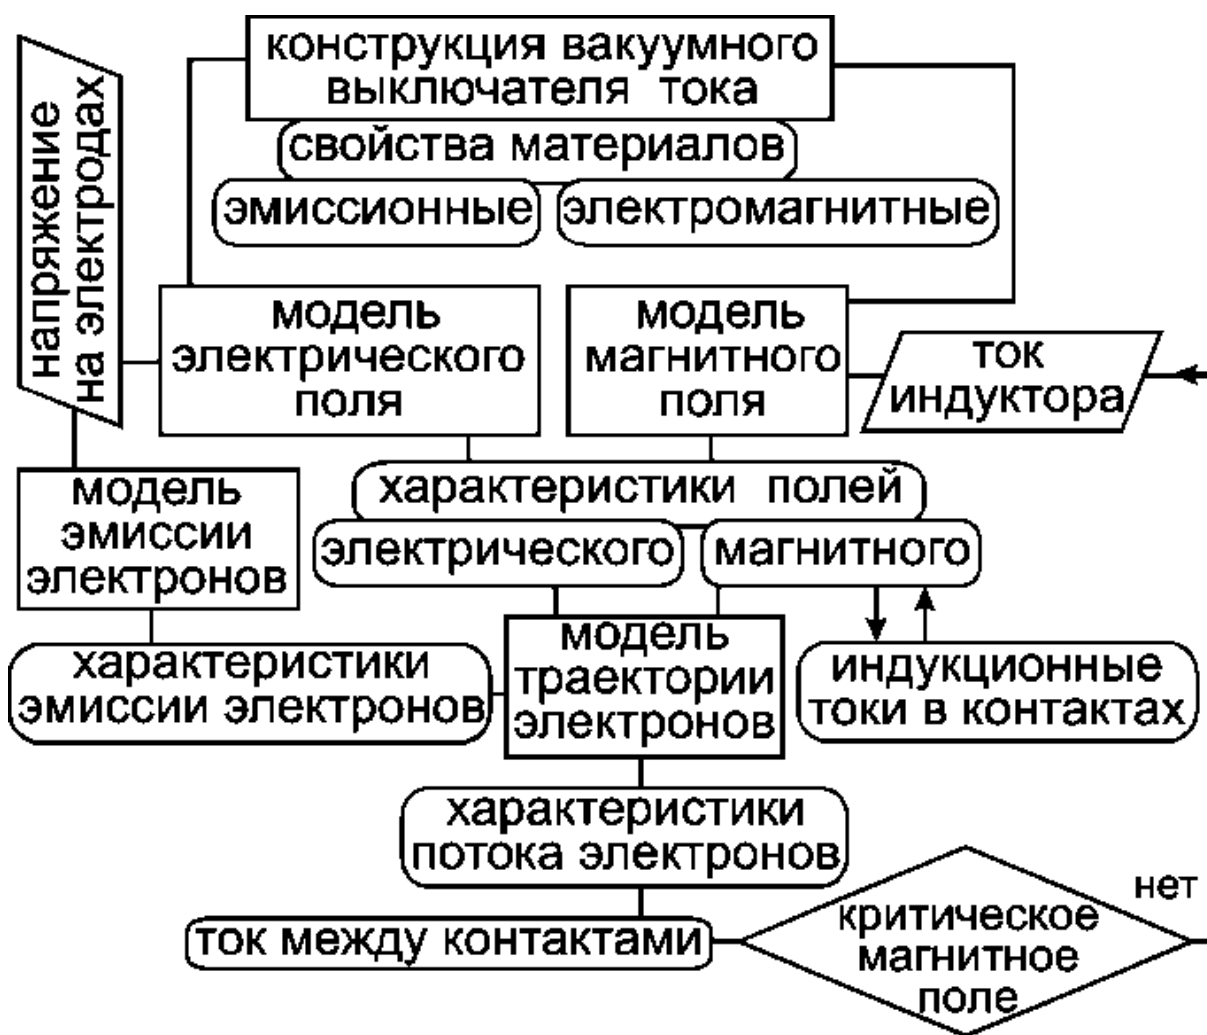 конструкция вакуумного
выключателя тока
свойства материалов
эмиссионные
электромагнитные
напряжение
на электродах
модель
электрического
поля
модель
магнитного
поля
ток
индуктора
характеристики полей
электрического
магнитного
модель
эмиссии
электронов
характеристики
эмиссии электронов
модель
траектории
электронов
индукционные
токи в контактах
характеристики
потока электронов
ток между контактами
критическое
магнитное
поле
нет